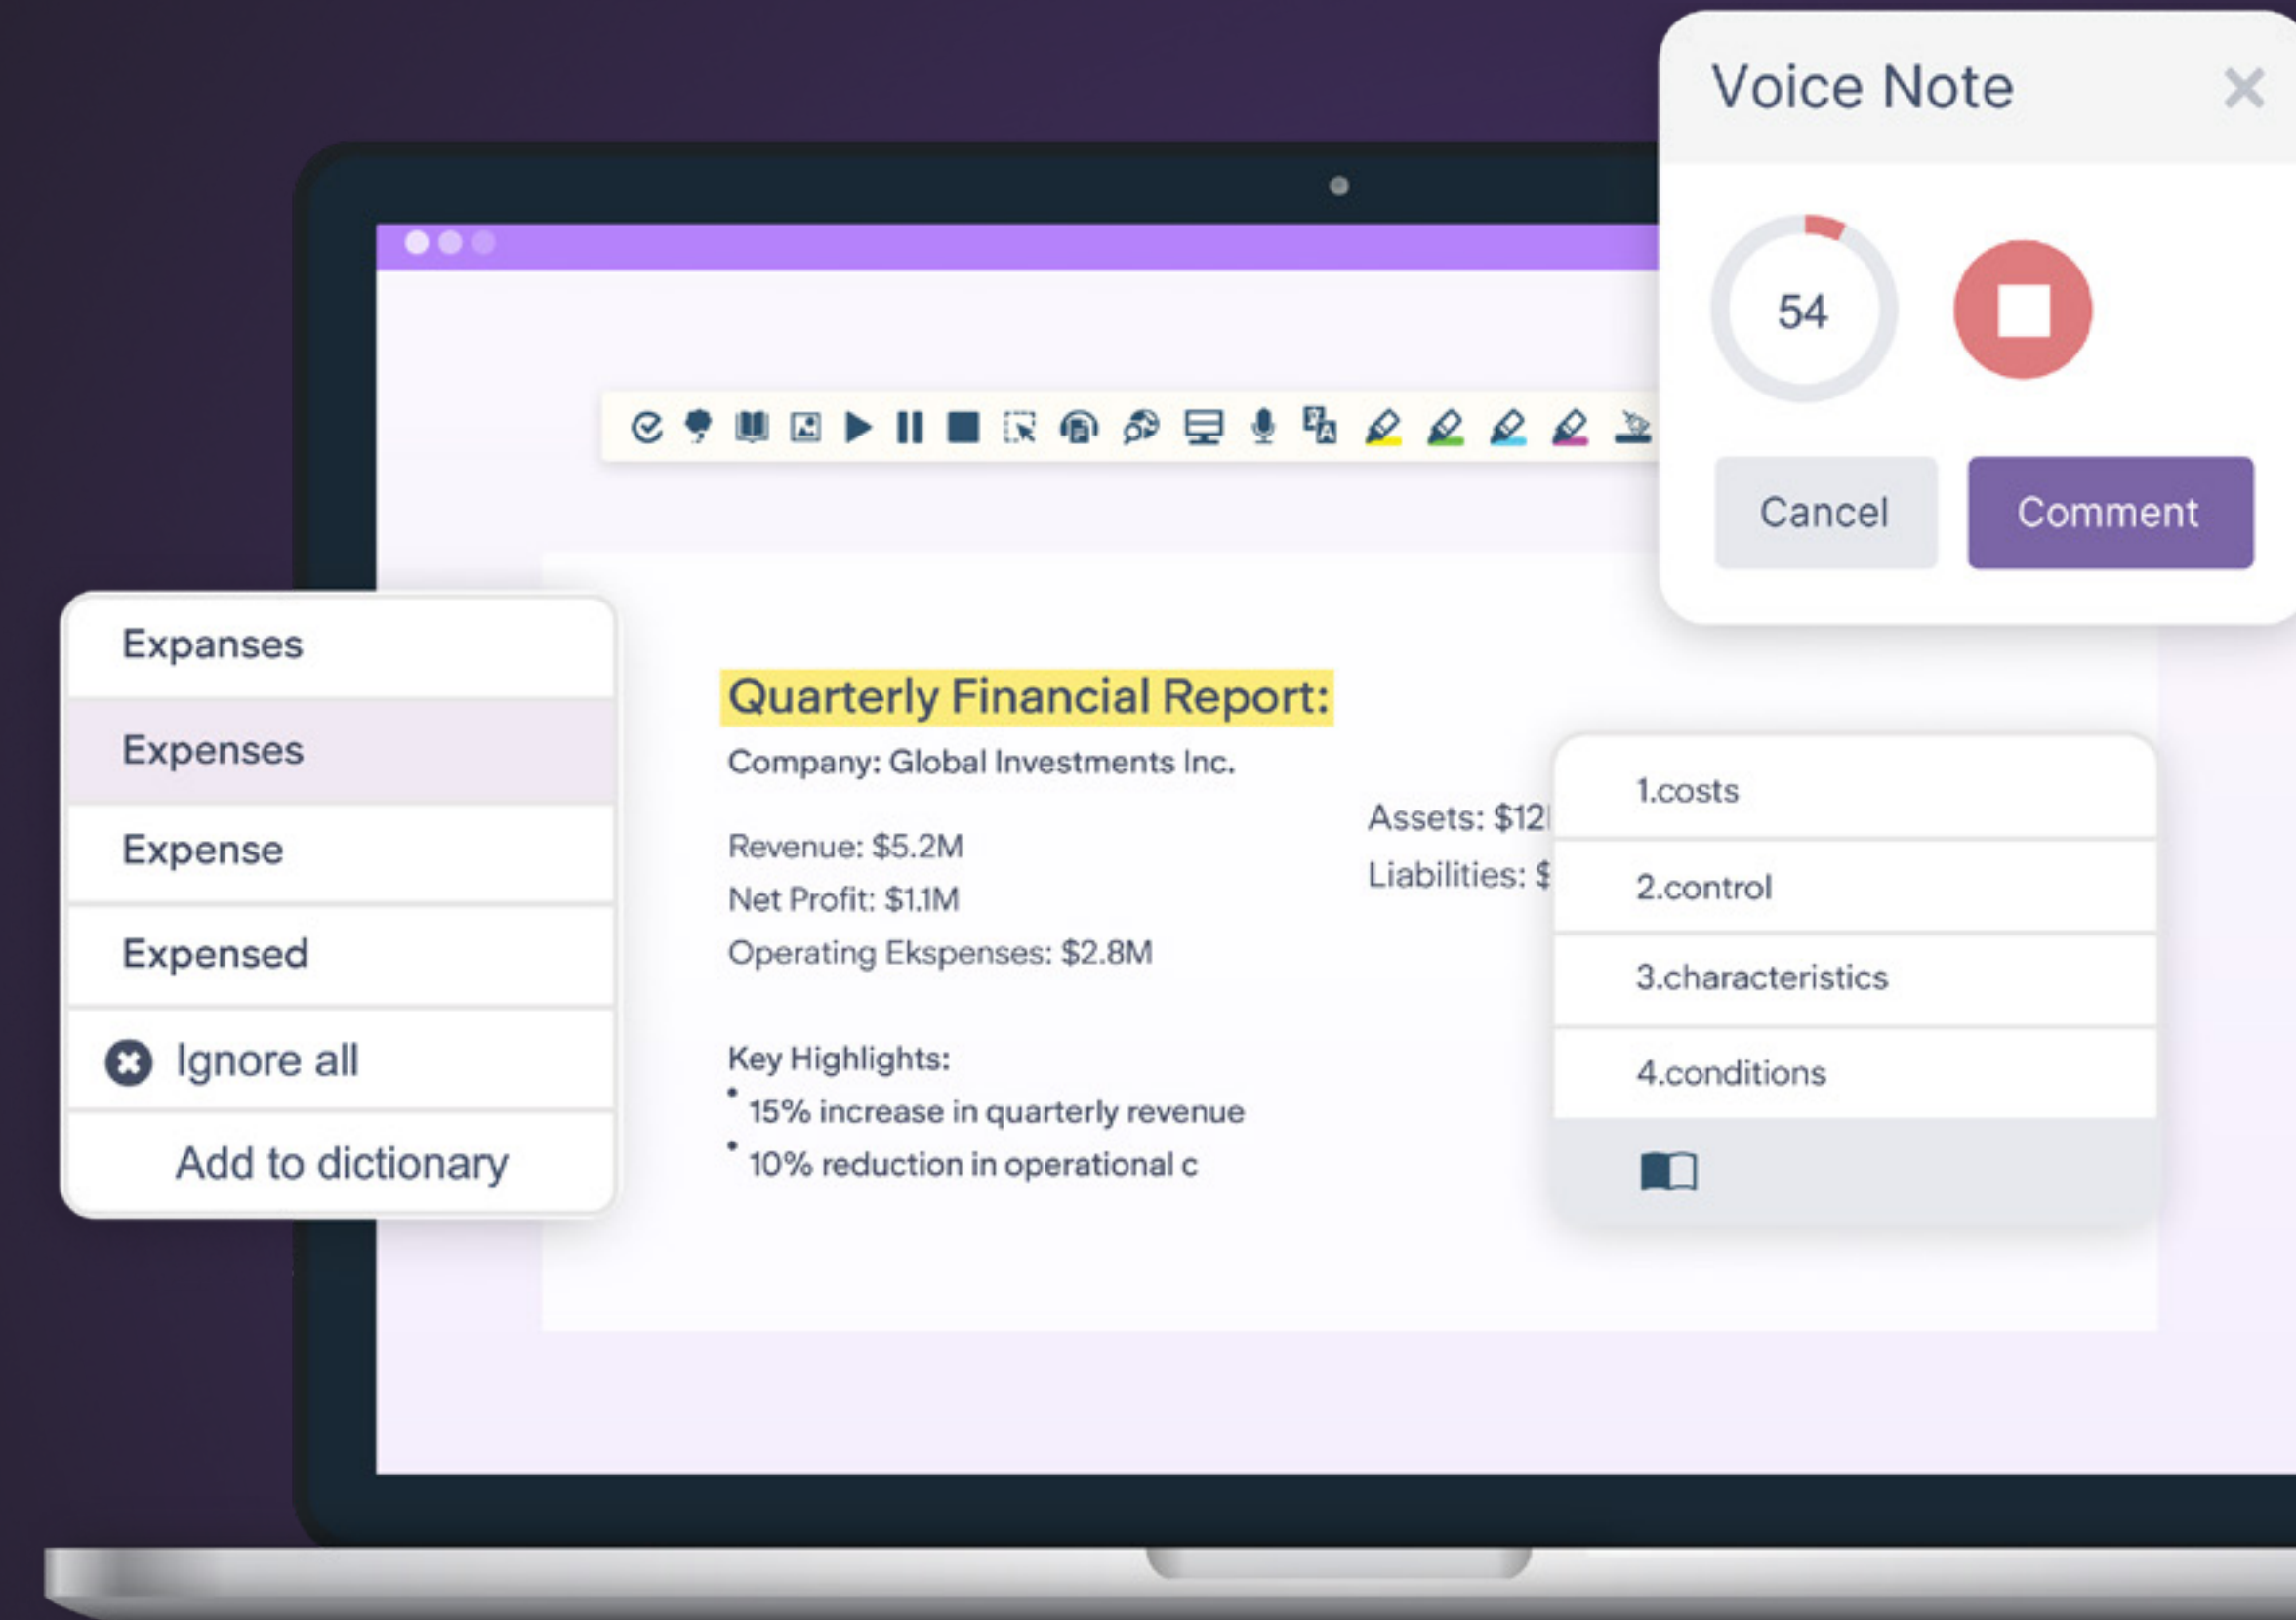 Voice Note
54
Cancel
Comment
Expanses
Expenses
Expense
Expensed
Ignore all
Add to dictionary
Quarterly Financial Report:
Company: Global Investments Inc.
Revenue: $5.2M
Net Profit: $1.1M
Operating Ekspenses: $2.8M
Assets: $12
Liabilities: $
Key Highlights:
• 15% increase in quarterly revenue
• 10% reduction in operational c
1.costs
2.control
3.characteristics
4.conditions